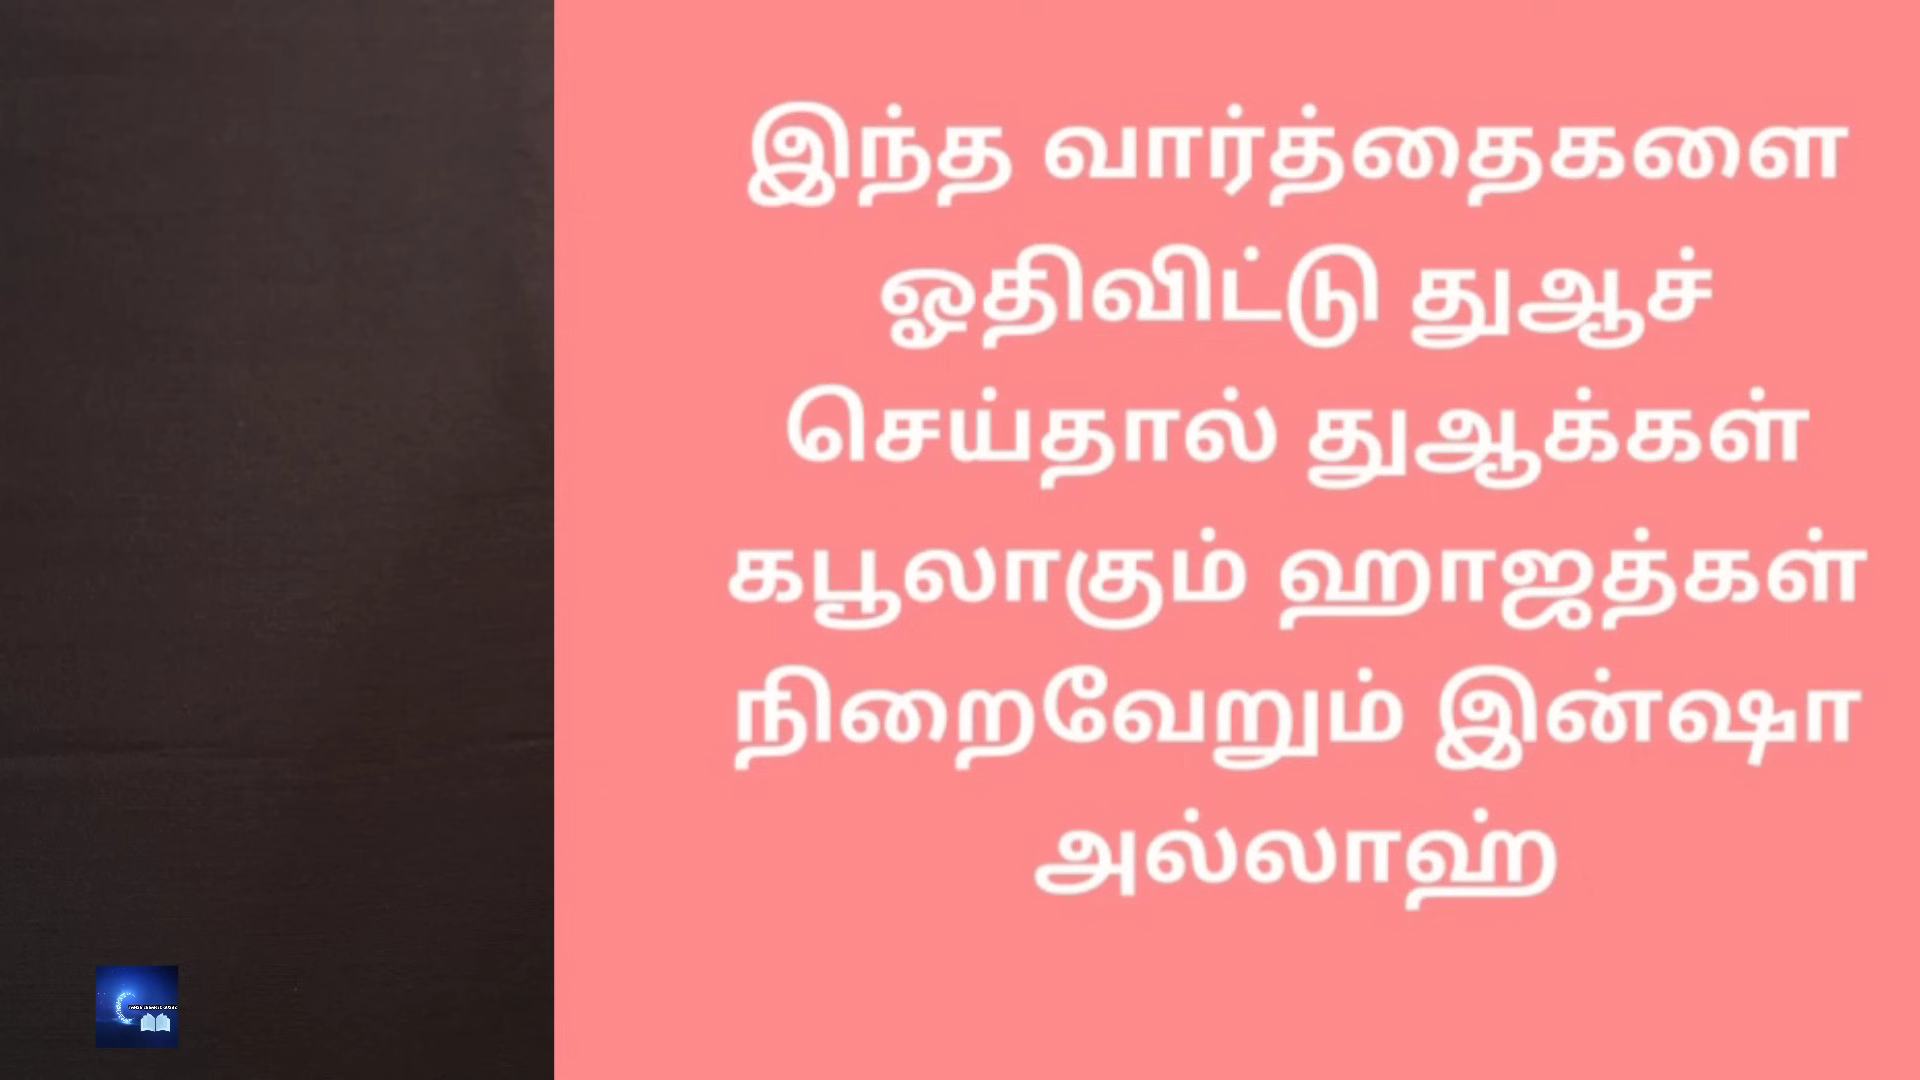 இந்த வார்த்தைகளை
ஓதிவிட்டு துஆச்
செய்தால் துஆக்கள்
கபூலாகும் ஹாஜத்கள்
நிறைவேறும் இன்ஷா
அல்லாஹ்